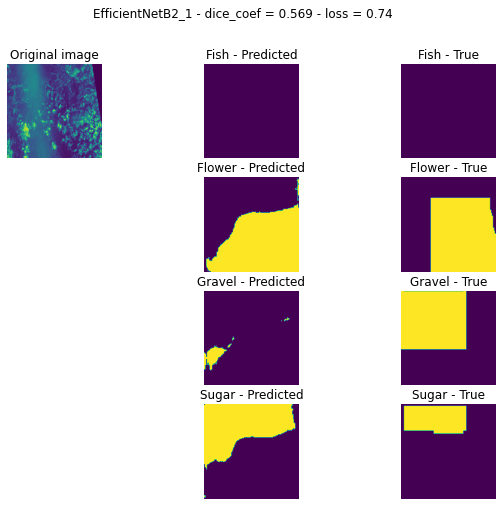 EfficientNetB2_1 - dice_coef = 0.569 - loss = 0.74
Original image
Fish - Predicted
Fish - True
Flower - Predicted
Flower - True
Gravel - Predicted
Gravel - True
Sugar - Predicted
Sugar - True